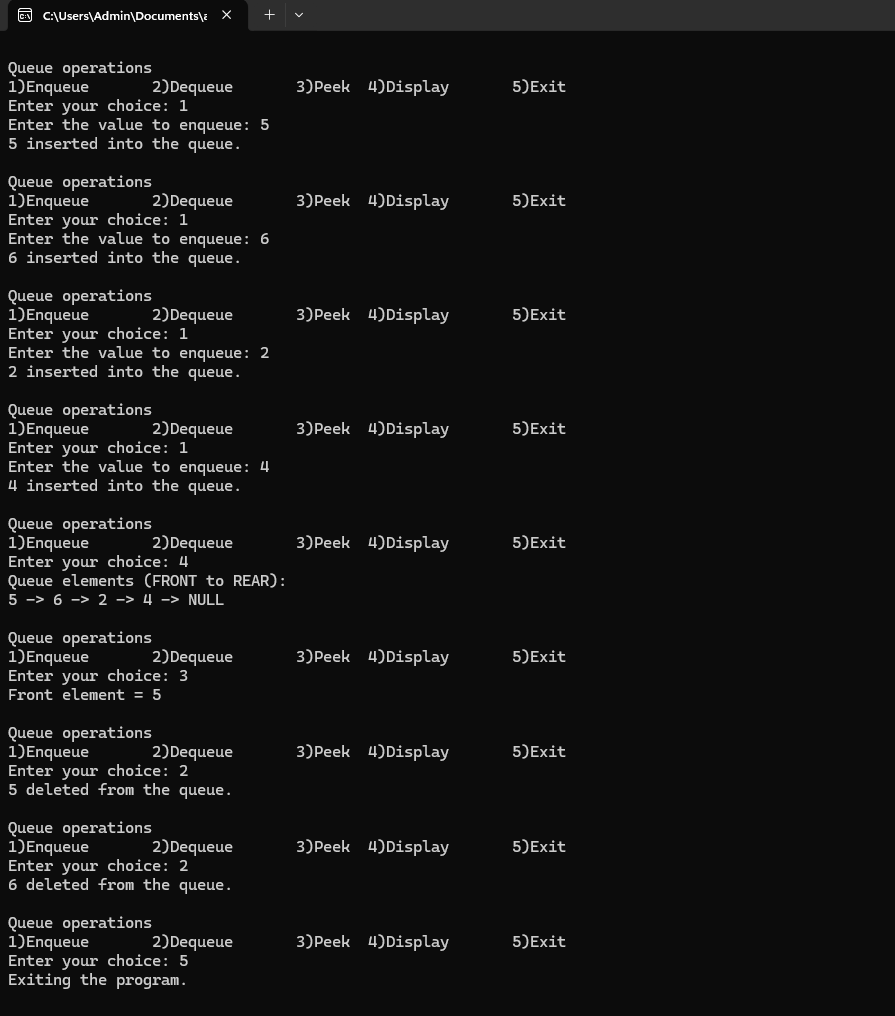 C:\Users\Admin\Documents\
Queue operations
1)Enqueue       2)Dequeue       3)Peek  4)Display       5)Exit
Enter your choice: 1
Enter the value to enqueue: 5
5 inserted into the queue.
Queue operations
1)Enqueue       2)Dequeue       3)Peek  4)Display       5)Exit
Enter your choice: 1
Enter the value to enqueue: 6
6 inserted into the queue.
Queue operations
1)Enqueue       2)Dequeue       3)Peek  4)Display       5)Exit
Enter your choice: 1
Enter the value to enqueue: 2
2 inserted into the queue.
Queue operations
1)Enqueue       2)Dequeue       3)Peek  4)Display       5)Exit
Enter your choice: 1
Enter the value to enqueue: 4
4 inserted into the queue.
Queue operations
1)Enqueue       2)Dequeue       3)Peek  4)Display       5)Exit
Enter your choice: 4
Queue elements (FRONT to REAR):
5 -> 6 -> 2 -> 4 -> NULL
Queue operations
1)Enqueue       2)Dequeue       3)Peek  4)Display       5)Exit
Enter your choice: 3
Front element = 5
Queue operations
1)Enqueue       2)Dequeue       3)Peek  4)Display       5)Exit
Enter your choice: 2
5 deleted from the queue.
Queue operations
1)Enqueue       2)Dequeue       3)Peek  4)Display       5)Exit
Enter your choice: 2
6 deleted from the queue.
Queue operations
1)Enqueue       2)Dequeue       3)Peek  4)Display       5)Exit
Enter your choice: 5
Exiting the program.